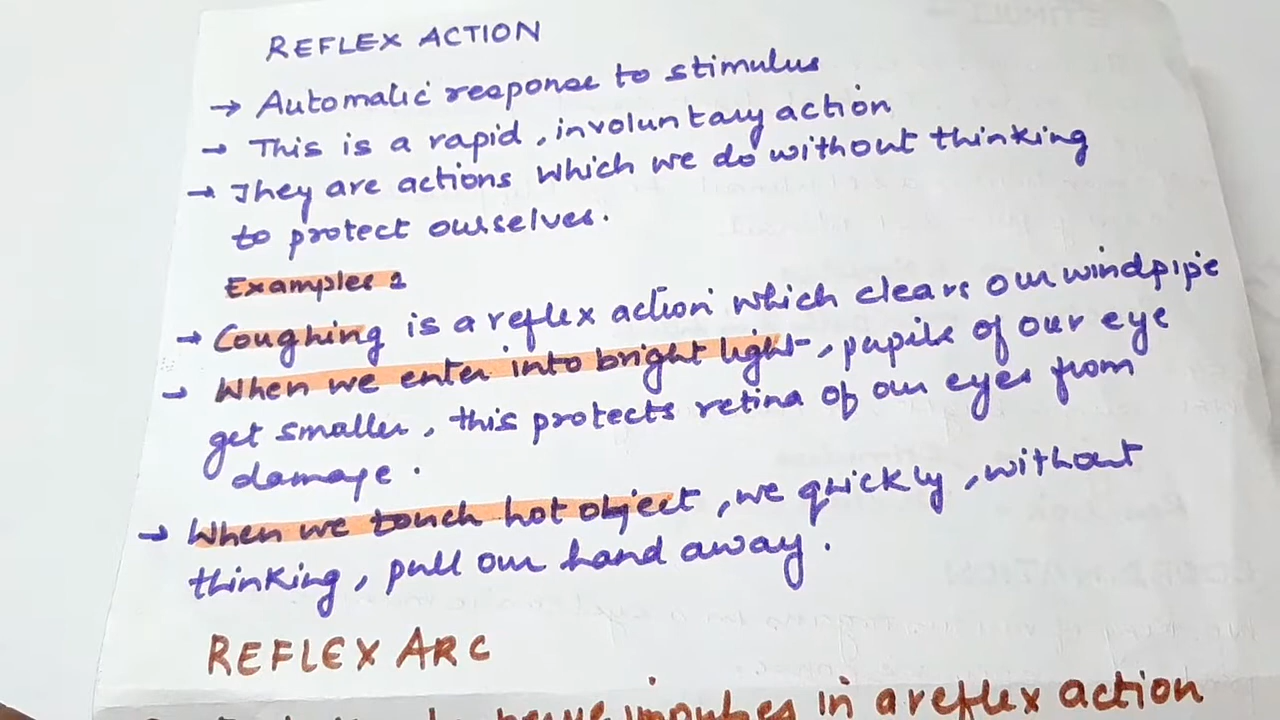 REFLEX ACTION
→ Automatic response to stimulus
→ This is a rapid, involuntary action
→ They are actions which we do without thinking
to protect ourselves.
Examples
→ Coughing is a reflex action which clears our windpipe
→ When we enter into bright light, pupils of our eye
get smaller, this protects retina of our eyes from
damage.
→ When we touch hot object, we quickly, without
thinking, pull our hand away.
REFLEX ARC
nerve impulses in a reflex action